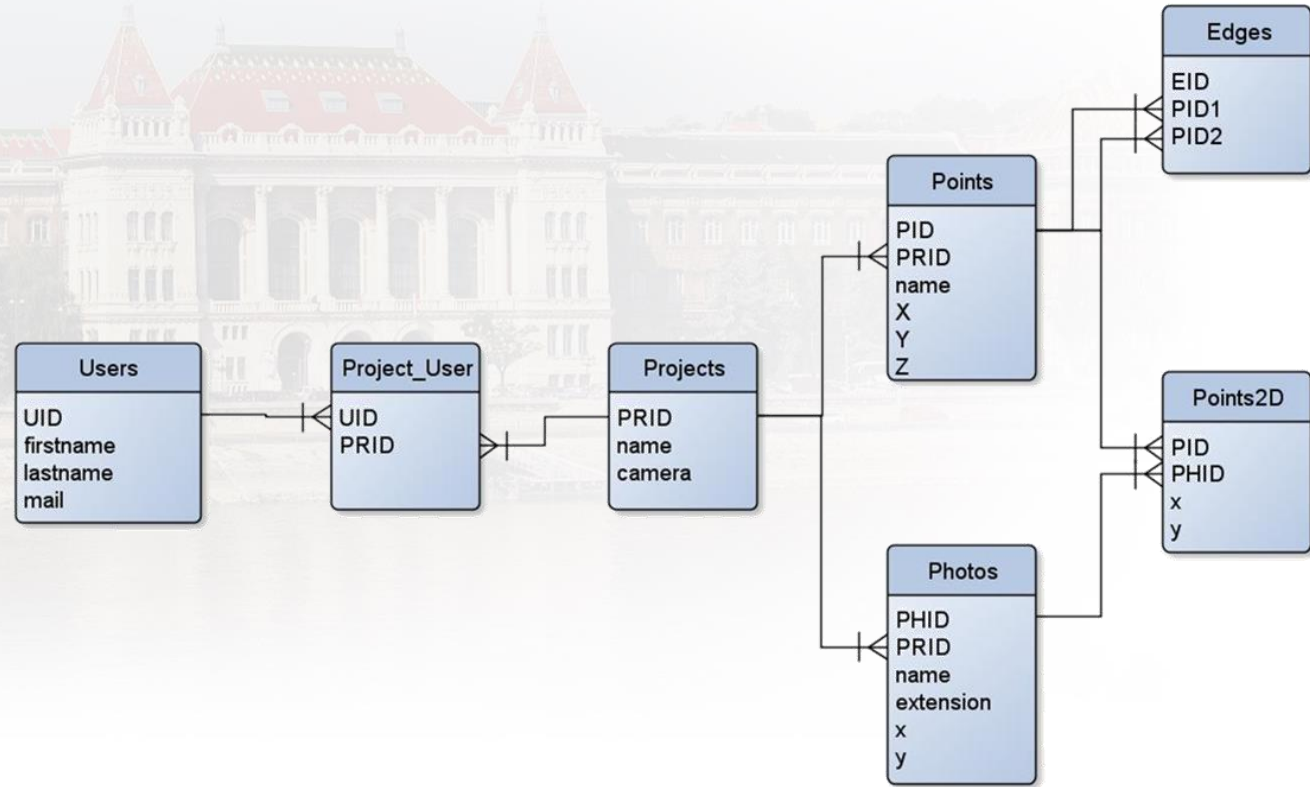 Users
UID
firstname
lastname
mail
Project_User
UID
PRID
Projects
PRID
name
camera
Points
PID
PRID
name
X
Y
Z
Photos
PHID
PRID
name
extension
x
y
Edges
EID
PID1
PID2
Points2D
PID
PHID
x
y